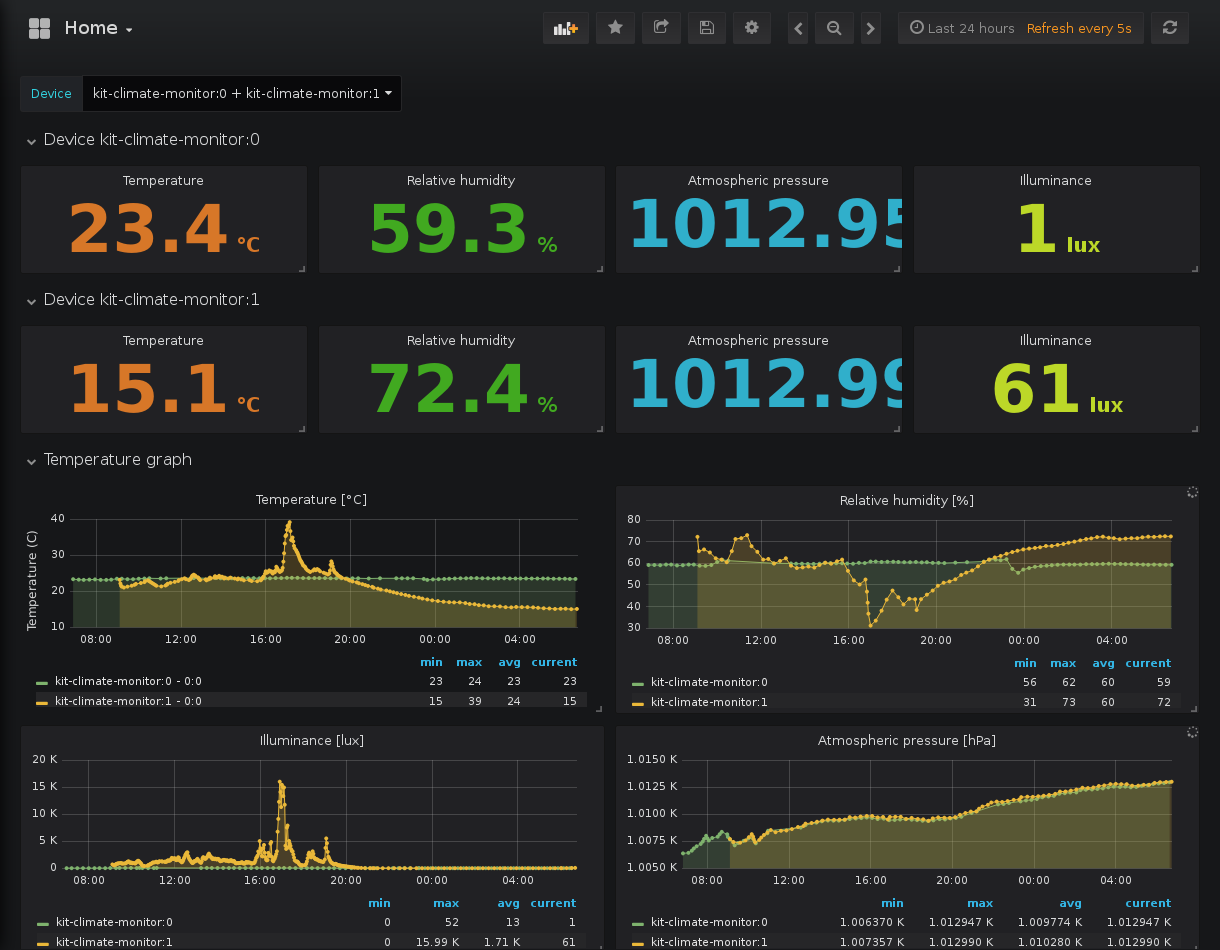 Home
Last 24 hours Refresh every 5s
Device kit-climate-monitor:0 + kit-climate-monitor:1
Device kit-climate-monitor:0
Temperature Relative humidity Atmospheric pressure Illuminance
23.4 °C 59.3 % 1012.95 1 lux
Device kit-climate-monitor:1
Temperature Relative humidity Atmospheric pressure Illuminance
15.1 °C 72.4 % 1012.99 61 lux
Temperature graph
Temperature [°C]
Temperature (C)
40
30
20
10
08:00 12:00 16:00 20:00 00:00 04:00
min max avg current
kit-climate-monitor:0 - 0:0 23 24 23 23
kit-climate-monitor:1 - 0:0 15 39 24 15
Relative humidity [%]
80
70
60
50
40
30
08:00 12:00 16:00 20:00 00:00 04:00
min max avg current
kit-climate-monitor:0 56 62 60 59
kit-climate-monitor:1 31 73 60 72
Illuminance [lux]
20 K
15 K
10 K
5 K
0
08:00 12:00 16:00 20:00 00:00 04:00
min max avg current
kit-climate-monitor:0 0 52 13 1
kit-climate-monitor:1 0 15.99 K 1.71 K 61
Atmospheric pressure [hPa]
1.0150 K
1.0125 K
1.0100 K
1.0075 K
1.0050 K
08:00 12:00 16:00 20:00 00:00 04:00
min max avg current
kit-climate-monitor:0 1.006370 K 1.012947 K 1.009774 K 1.012947 K
kit-climate-monitor:1 1.007357 K 1.012990 K 1.010280 K 1.012990 K